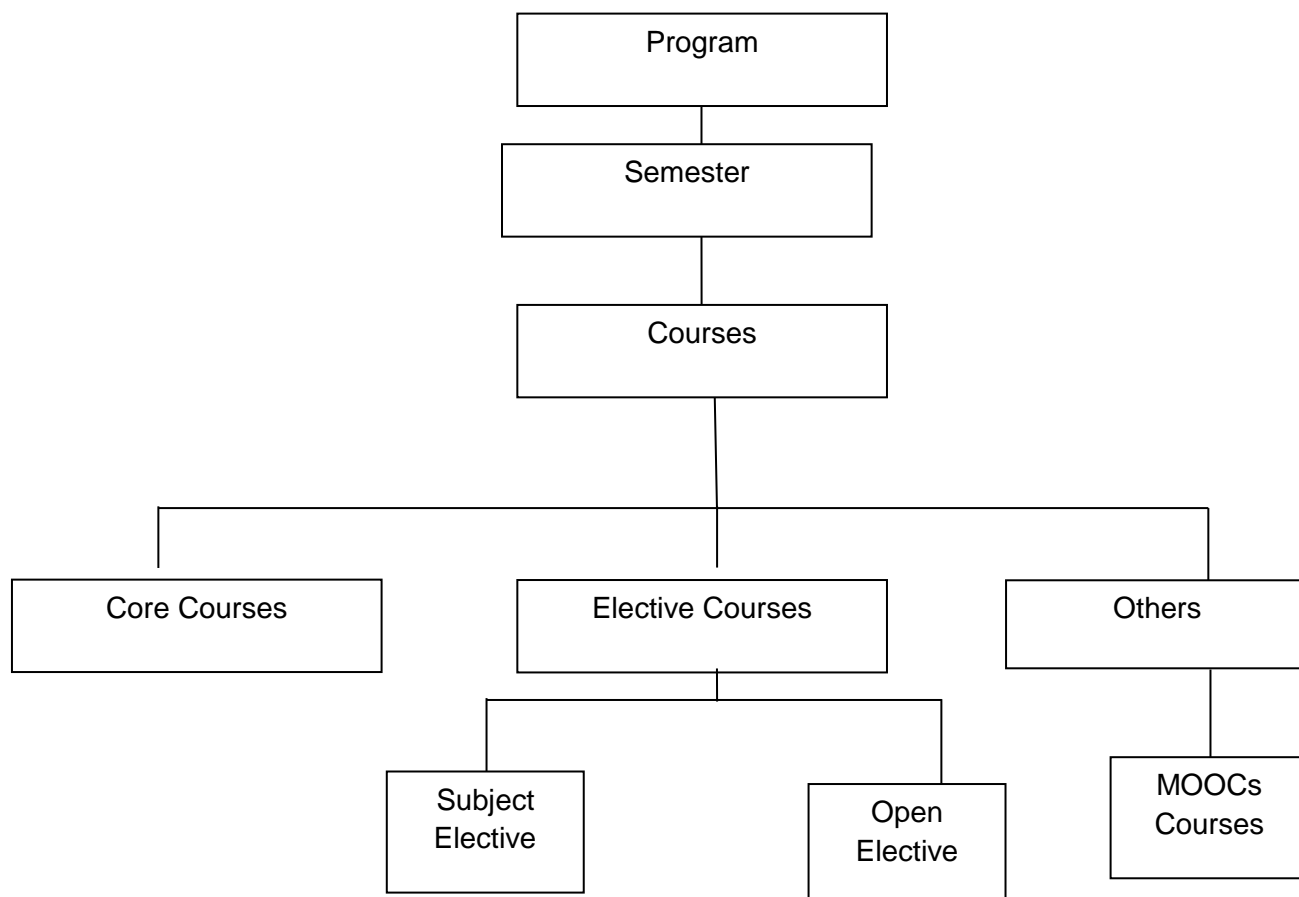 Program
Semester
Courses
Core Courses
Elective Courses
Others
Subject
Elective
Open
Elective
MOOCs
Courses